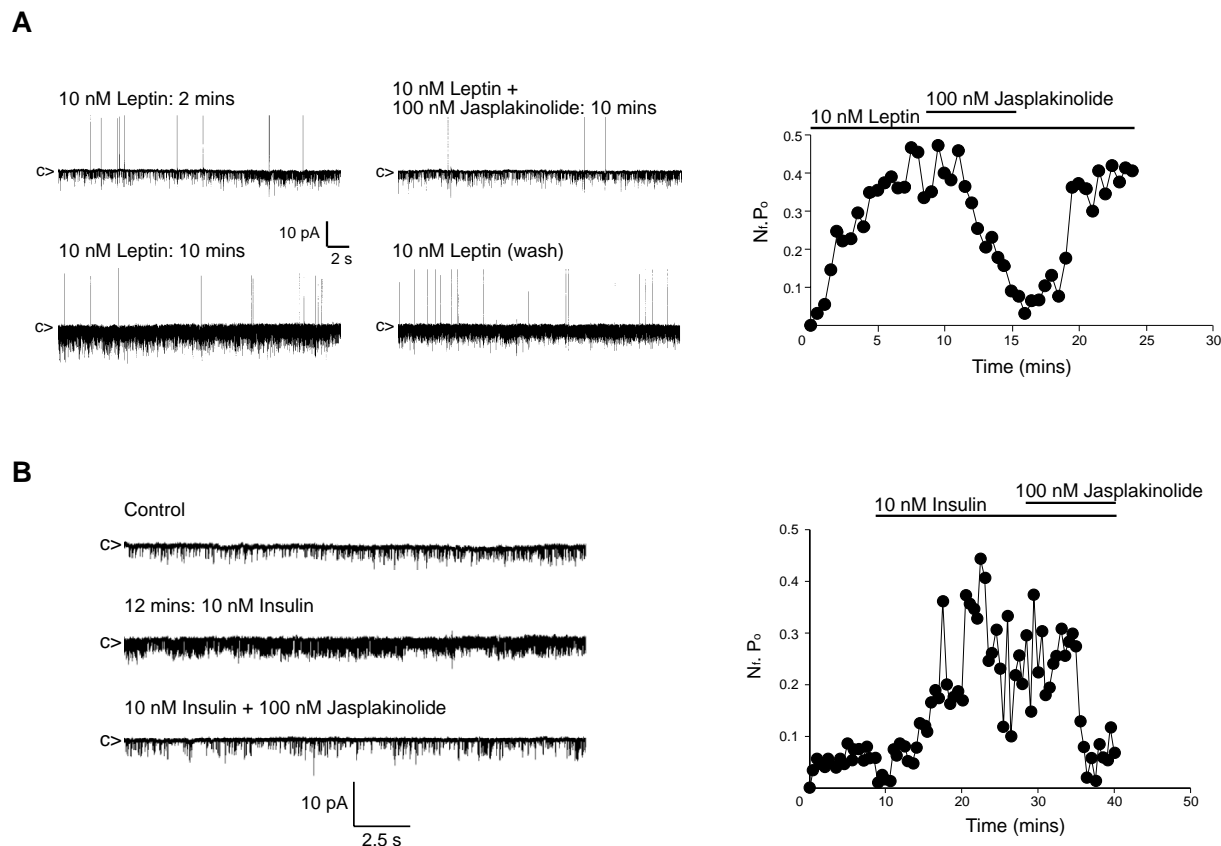 A
10 nM Leptin: 2 mins
c>
10 nM Leptin +
100 nM Jasplakinolide: 10 mins
c>
10 pA
2 s
10 nM Leptin: 10 mins
c>
10 nM Leptin (wash)
c>
100 nM Jasplakinolide
10 nM Leptin
0.5
0.4
0.3
0.2
0.1
0
Nf.Po
0 5 10 15 20 25 30
Time (mins)
B
Control
c>
12 mins: 10 nM Insulin
c>
10 nM Insulin + 100 nM Jasplakinolide
c>
10 pA
2.5 s
100 nM Jasplakinolide
10 nM Insulin
0.5
0.4
0.3
0.2
0.1
Nf. Po
0 10 20 30 40 50
Time (mins)